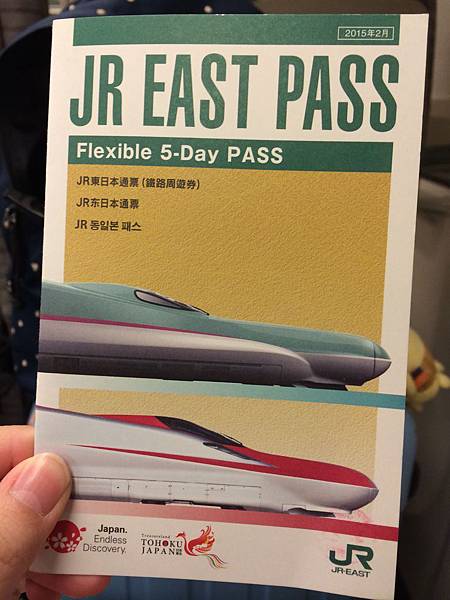 2015年2月
JR EAST PASS
Flexible 5-Day PASS
JR東日本通票 (鐵路周遊券)
JR东日本通票
JR 동일본 패스
Japan.
Endless
Discovery.
Treasureland
TOHOKU
JAPAN
JR
JR-EAST